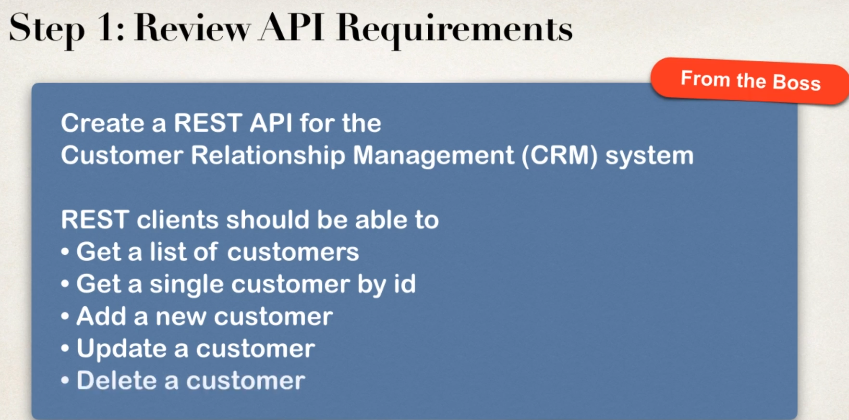 Step 1: Review API Requirements
From the Boss
Create a REST API for the
Customer Relationship Management (CRM) system
REST clients should be able to
• Get a list of customers
• Get a single customer by id
• Add a new customer
• Update a customer
• Delete a customer